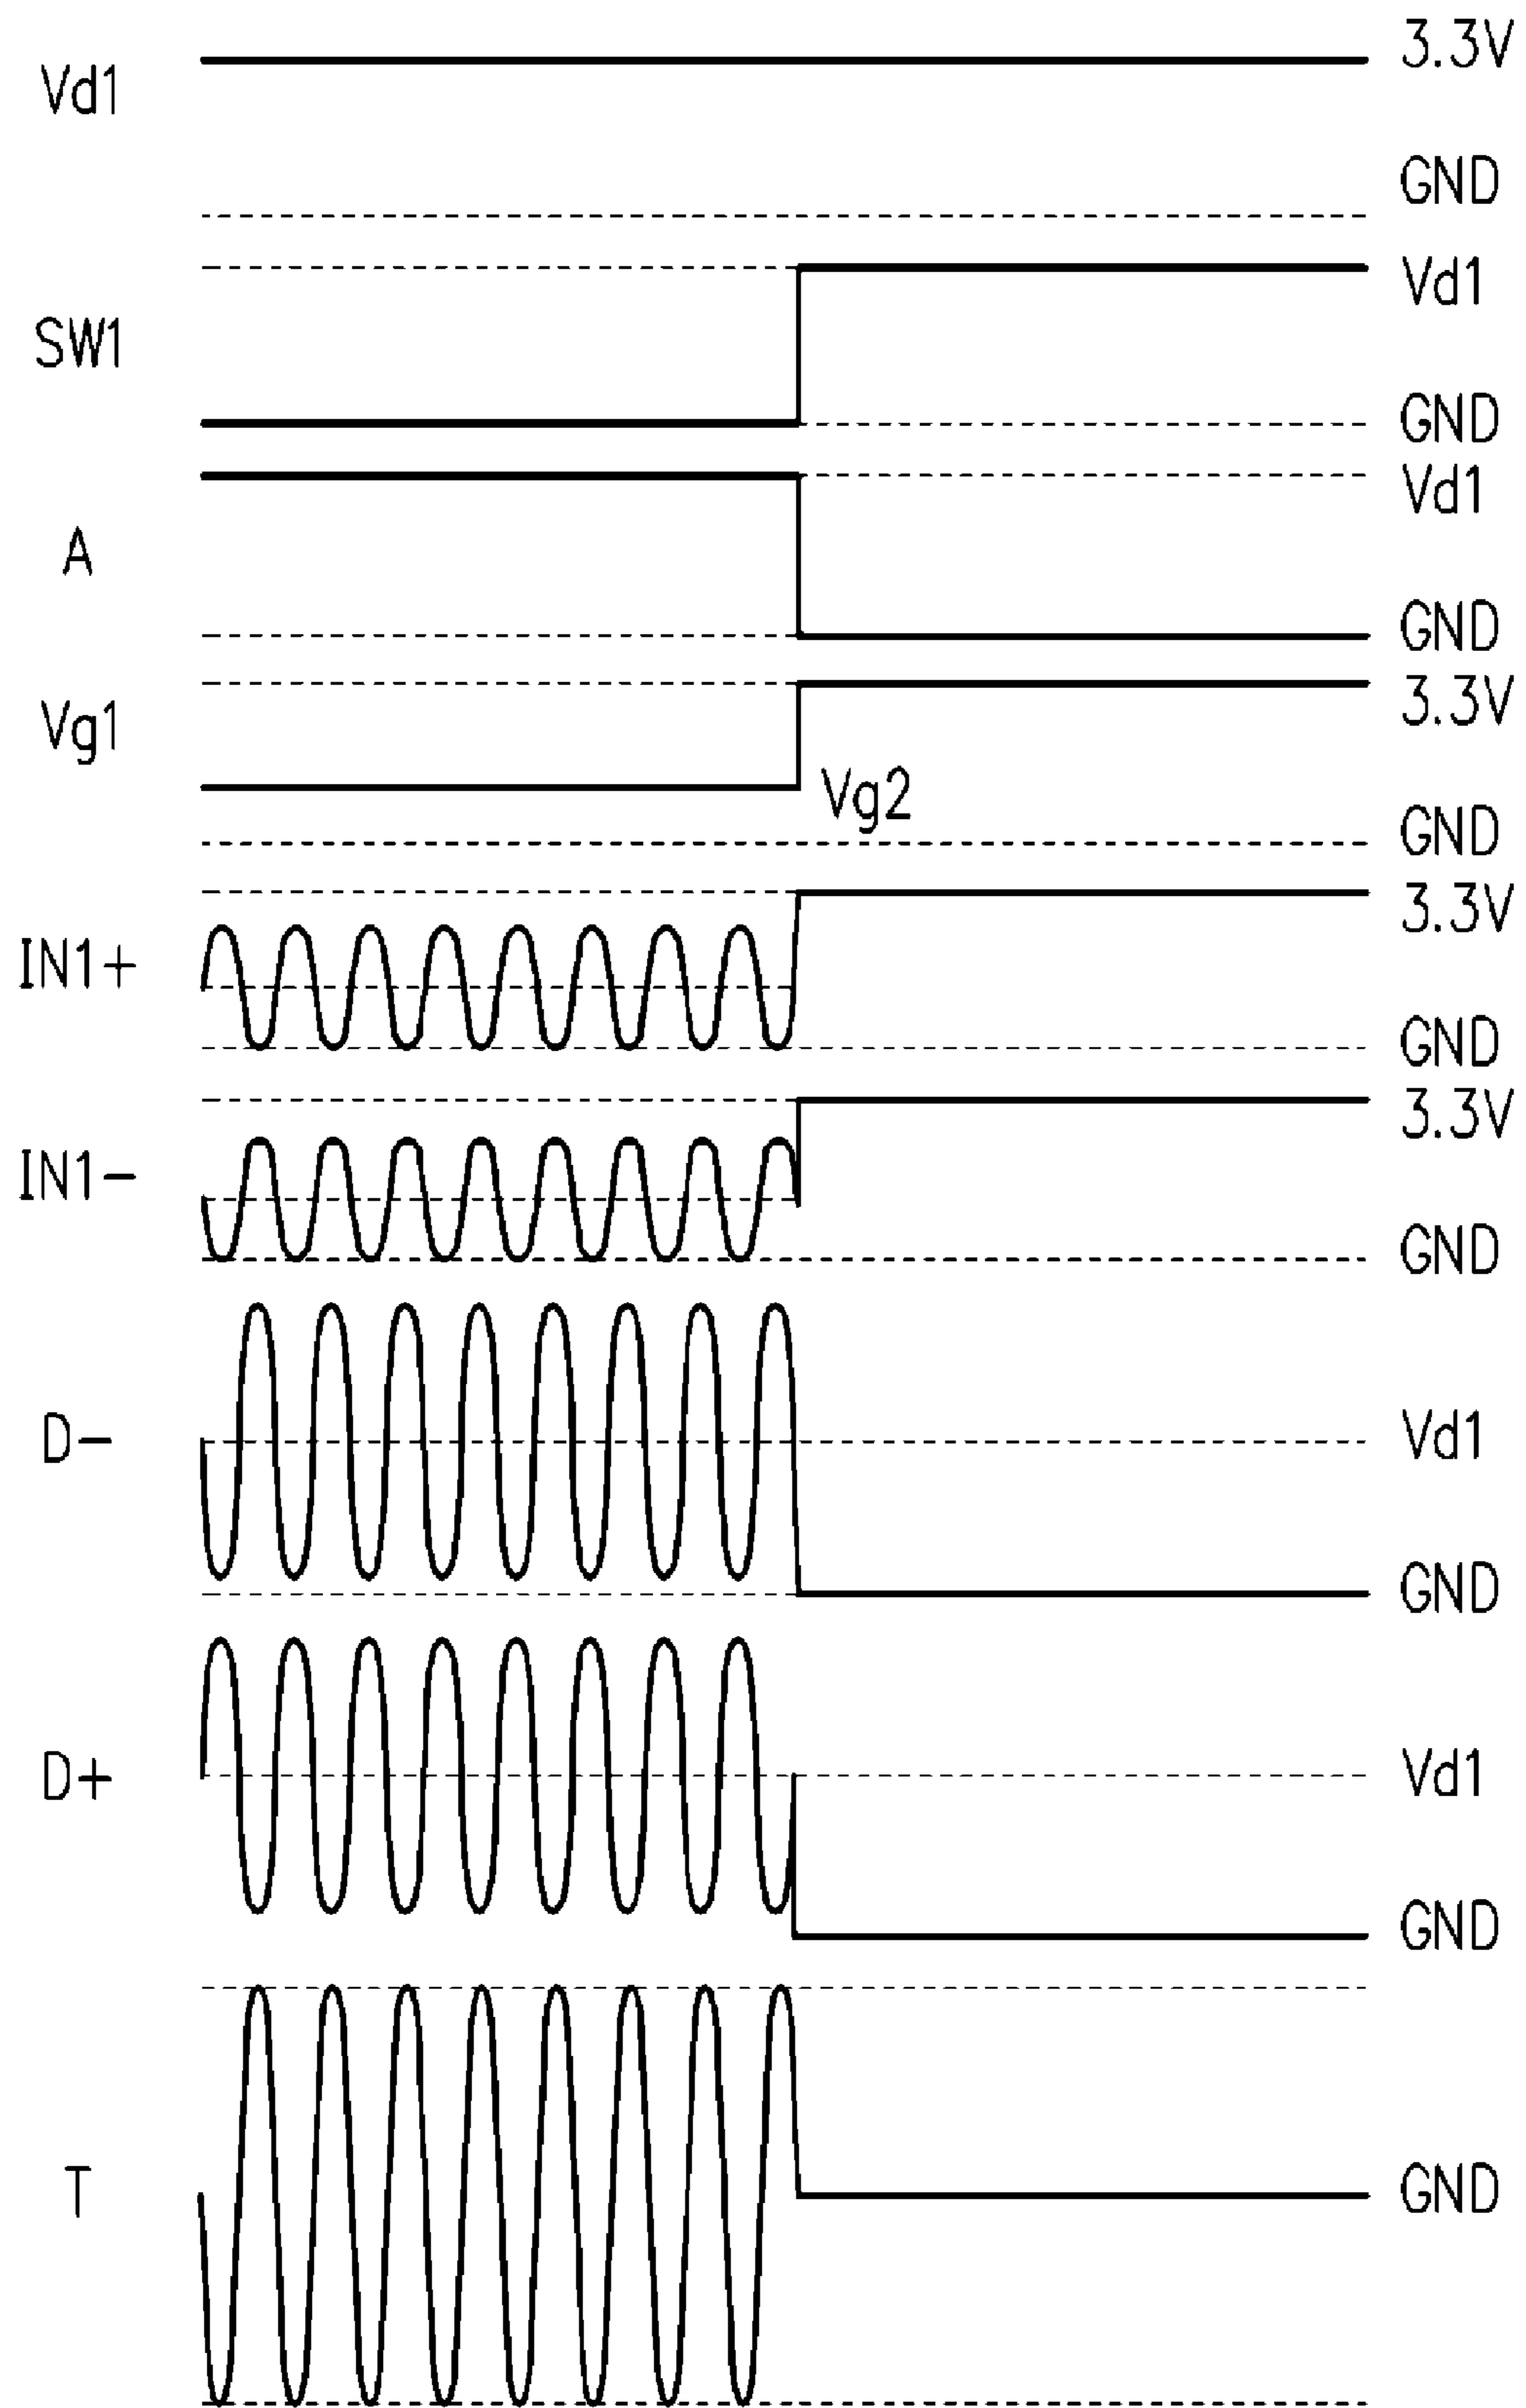 Vd1 3.3V
GND
SW1 Vd1
GND
A Vd1
GND
Vg1 3.3V
Vg2
GND
IN1+ 3.3V
GND
IN1- 3.3V
GND
D- Vd1
GND
D+ Vd1
GND
T GND